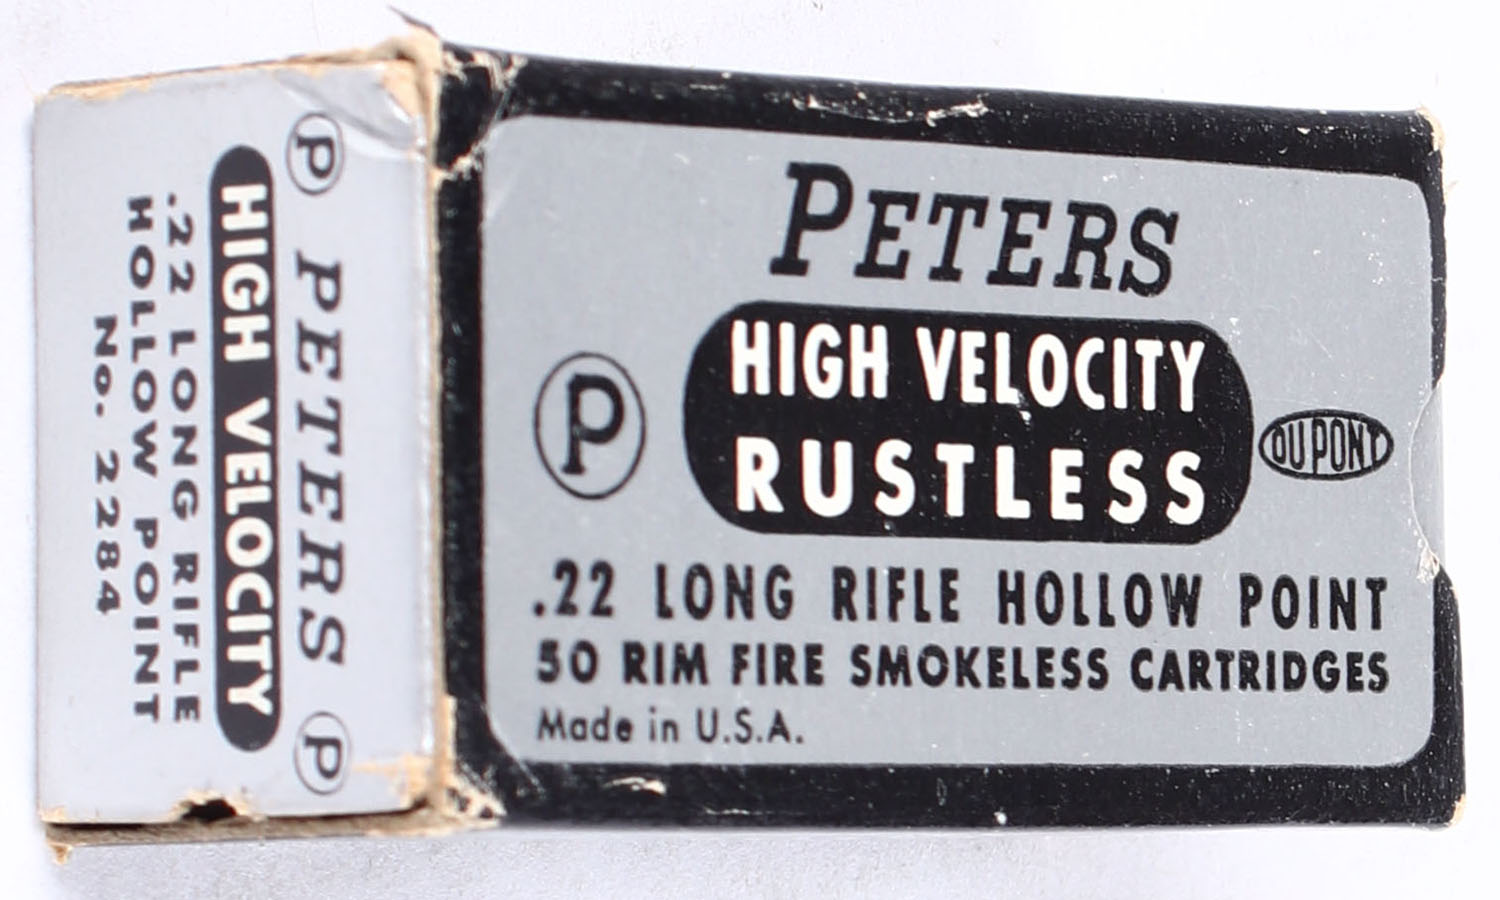 PETERS
HIGH VELOCITY
RUSTLESS
P
DU PONT
.22 LONG RIFLE HOLLOW POINT
50 RIM FIRE SMOKELESS CARTRIDGES
Made in U.S.A.
P PETERS P
HIGH VELOCITY
.22 LONG RIFLE
HOLLOW POINT
No. 2284